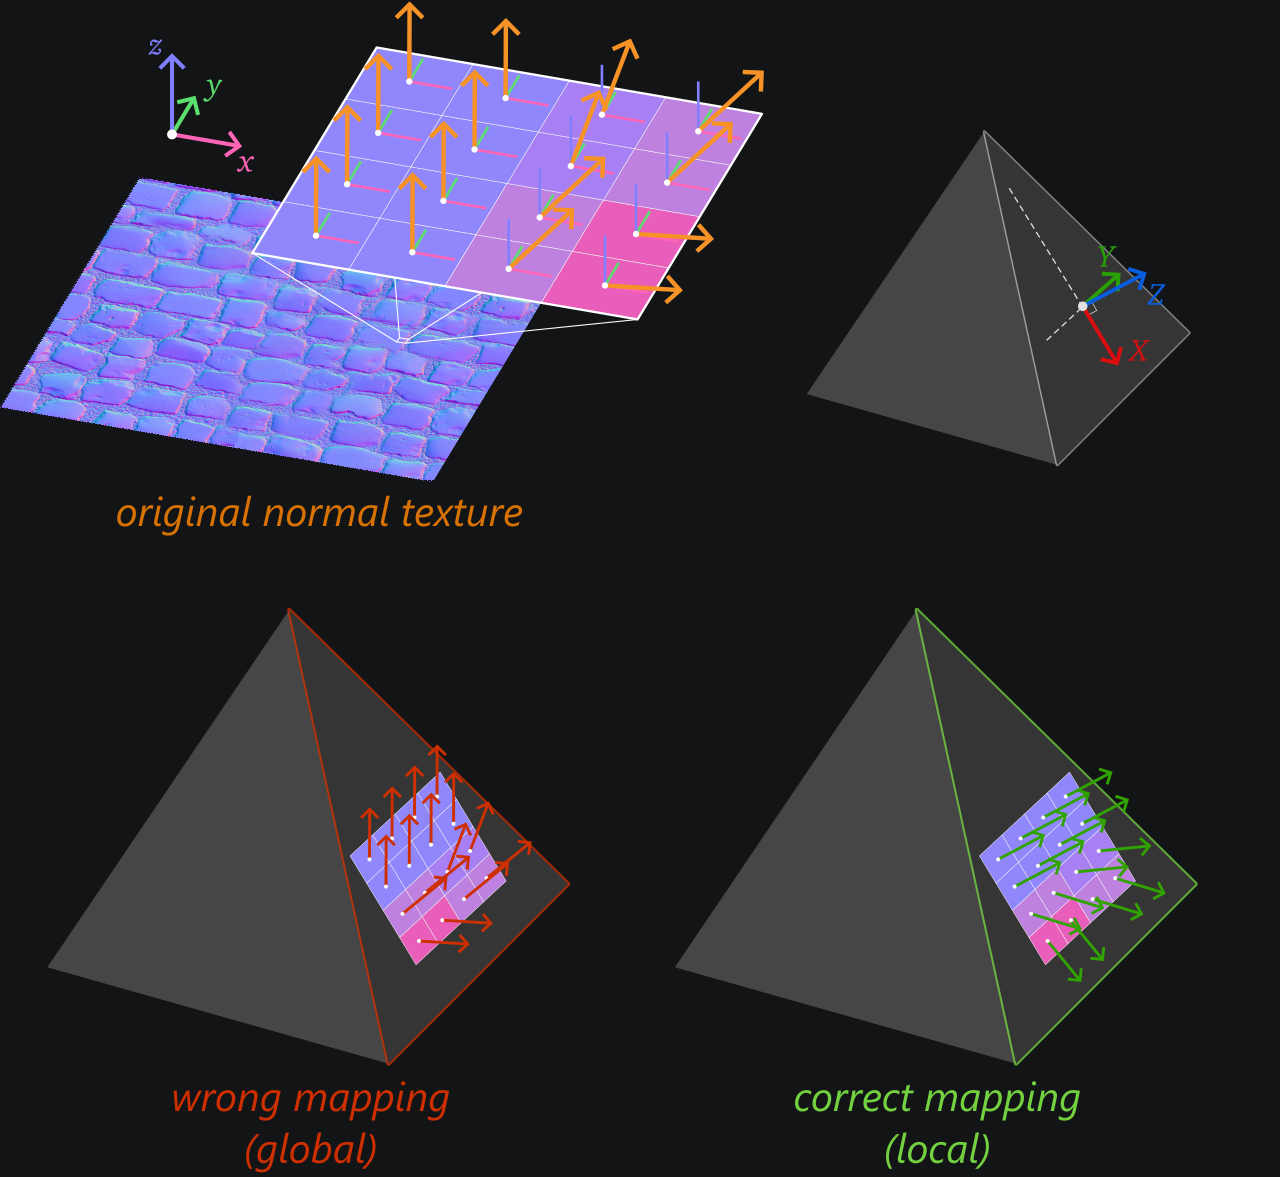 z
y
x
Y
Z
X
original normal texture
wrong mapping
(global)
correct mapping
(local)